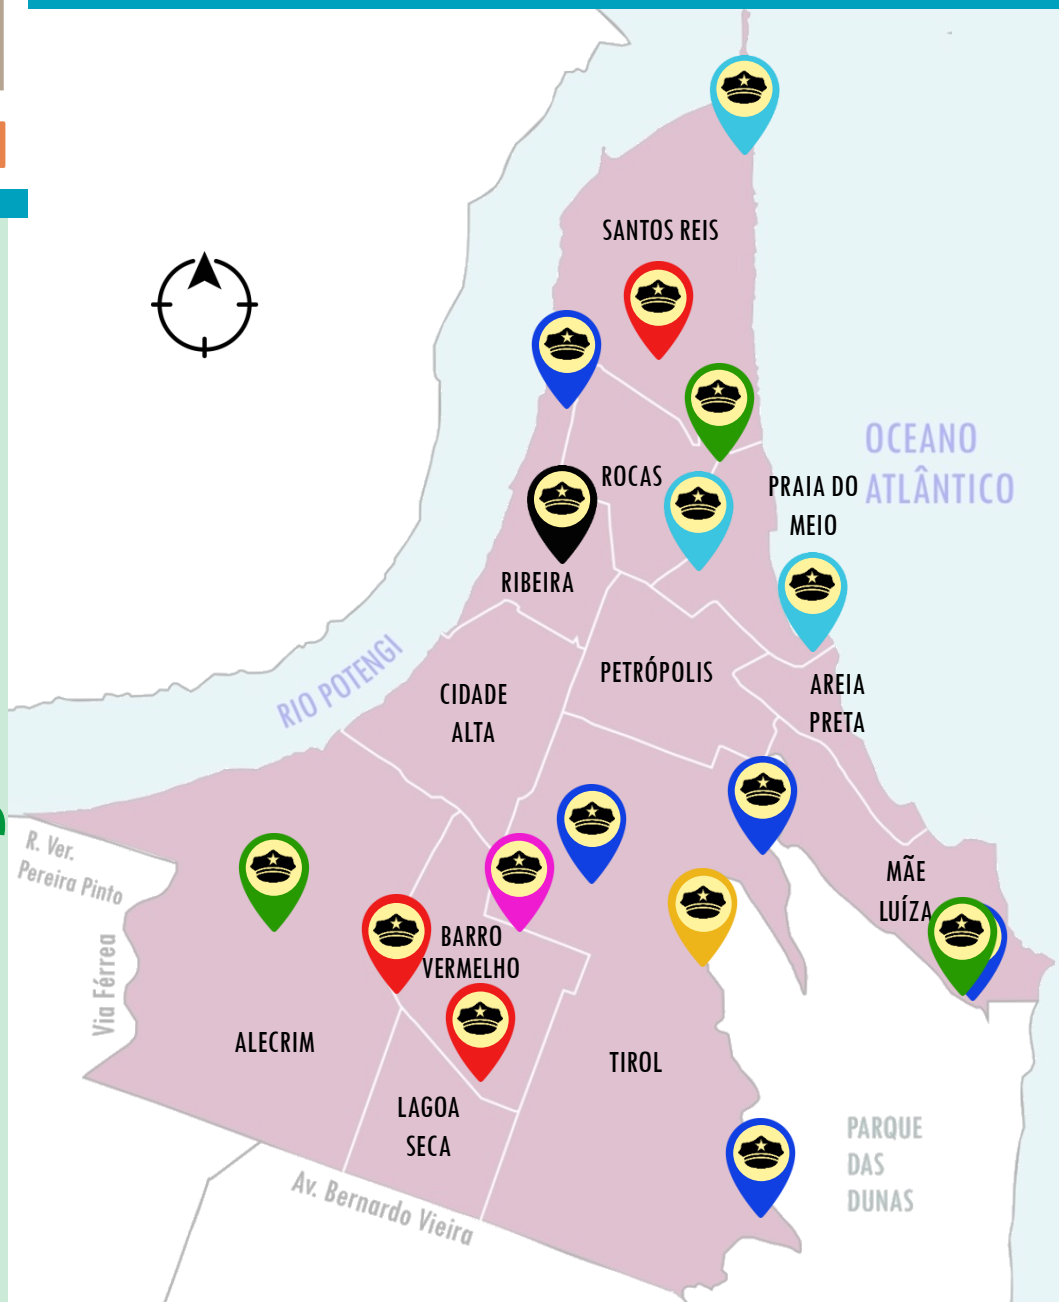 SANTOS REIS
OCEANO
ATLÂNTICO
ROCAS
PRAIA DO
MEIO
RIBEIRA
RIO POTENGI
PETRÓPOLIS
CIDADE
ALTA
AREIA
PRETA
R. Ver.
Pereira Pinto
MÃE
LUÍZA
BARRO
VERMELHO
Via Férrea
ALECRIM
TIROL
LAGOA
SECA
PARQUE
DAS
DUNAS
Av. Bernardo Vieira